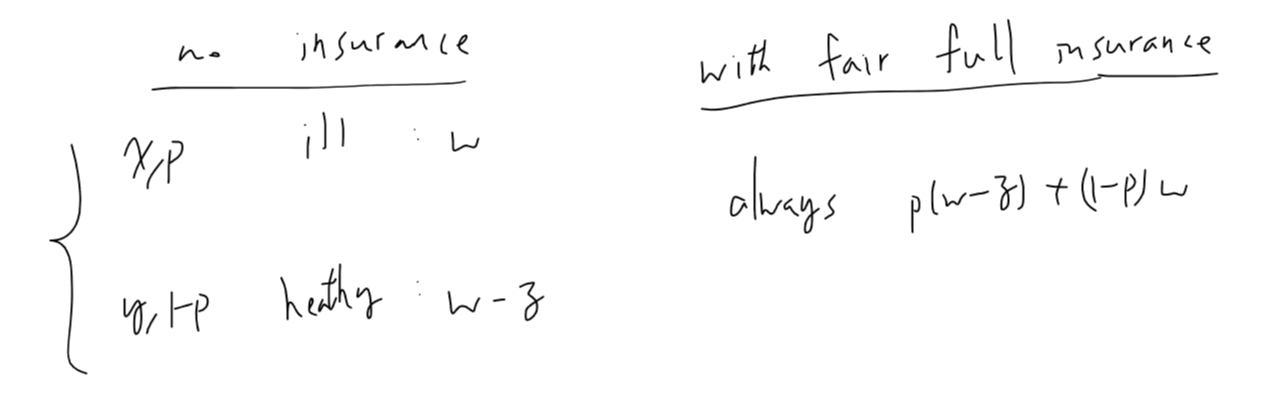 no insurance
with fair full insurance
x,p ill : w
always p(w-z) + (1-p) w
y,1-p heathy : w-z